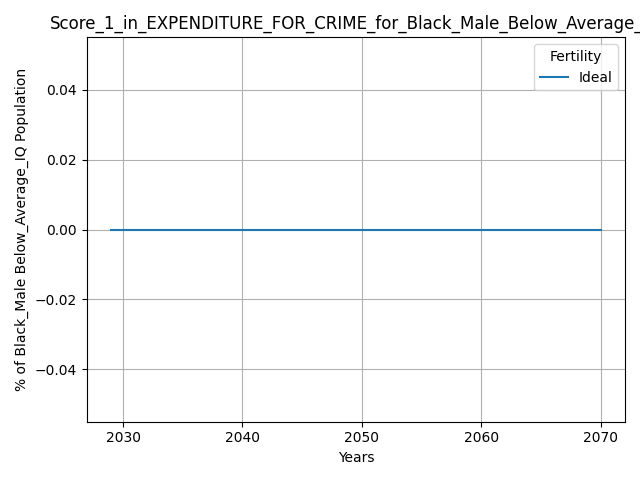 Score_1_in_EXPENDITURE_FOR_CRIME_for_Black_Male_Below_Average_
Fertility
Ideal
% of Black_Male Below_Average_IQ Population
0.04
0.02
0.00
−0.02
−0.04
2030 2040 2050 2060 2070
Years